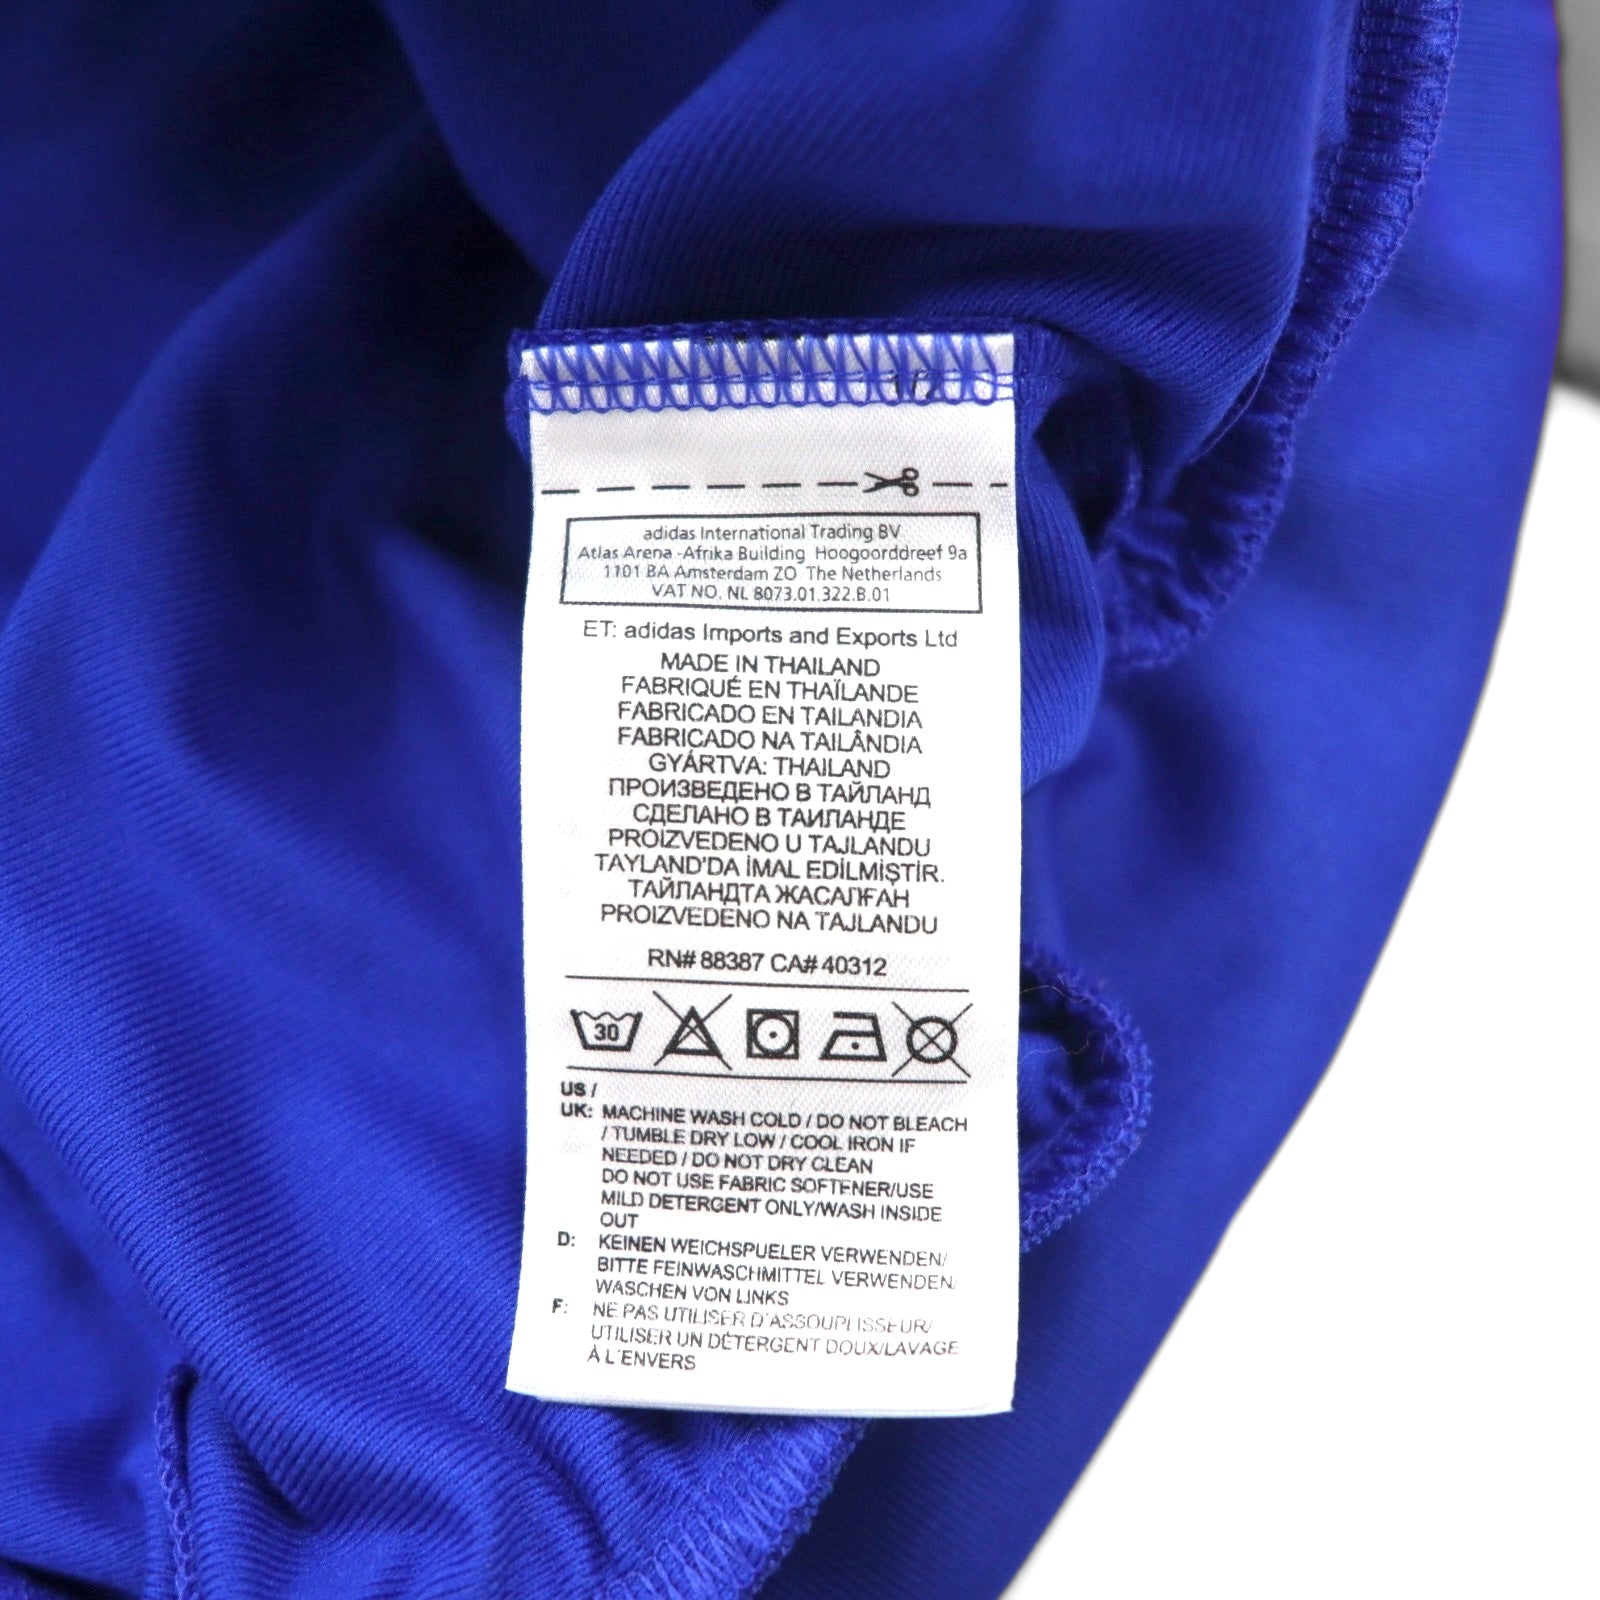 1/2
adidas International Trading BV
Atlas Arena -Afrika Building Hoogoorddreef 9a
1101 BA Amsterdam ZO The Netherlands
VAT NO. NL 8073.01.322.B.01
ET: adidas Imports and Exports Ltd
MADE IN THAILAND
FABRIQUÉ EN THAÏLANDE
FABRICADO EN TAILANDIA
FABRICADO NA TAILÂNDIA
GYÁRTVA: THAILAND
ПРОИЗВЕДЕНО В ТАЙЛАНД
СДЕЛАНО В ТАИЛАНДЕ
PROIZVEDENO U TAJLANDU
TAYLAND'DA İMAL EDİLMİŞTİR.
ТАЙЛАНДТА ЖАСАЛҒАН
PROIZVEDENO NA TAJLANDU
RN# 88387 CA# 40312
30
US /
UK: MACHINE WASH COLD / DO NOT BLEACH
/ TUMBLE DRY LOW / COOL IRON IF
NEEDED / DO NOT DRY CLEAN
DO NOT USE FABRIC SOFTENER/USE
MILD DETERGENT ONLY/WASH INSIDE
OUT
D: KEINEN WEICHSPUELER VERWENDEN/
BITTE FEINWASCHMITTEL VERWENDEN/
WASCHEN VON LINKS
F: NE PAS UTILISER D'ASSOUPLISSEUR/
UTILISER UN DÉTERGENT DOUX/LAVAGE
À L'ENVERS